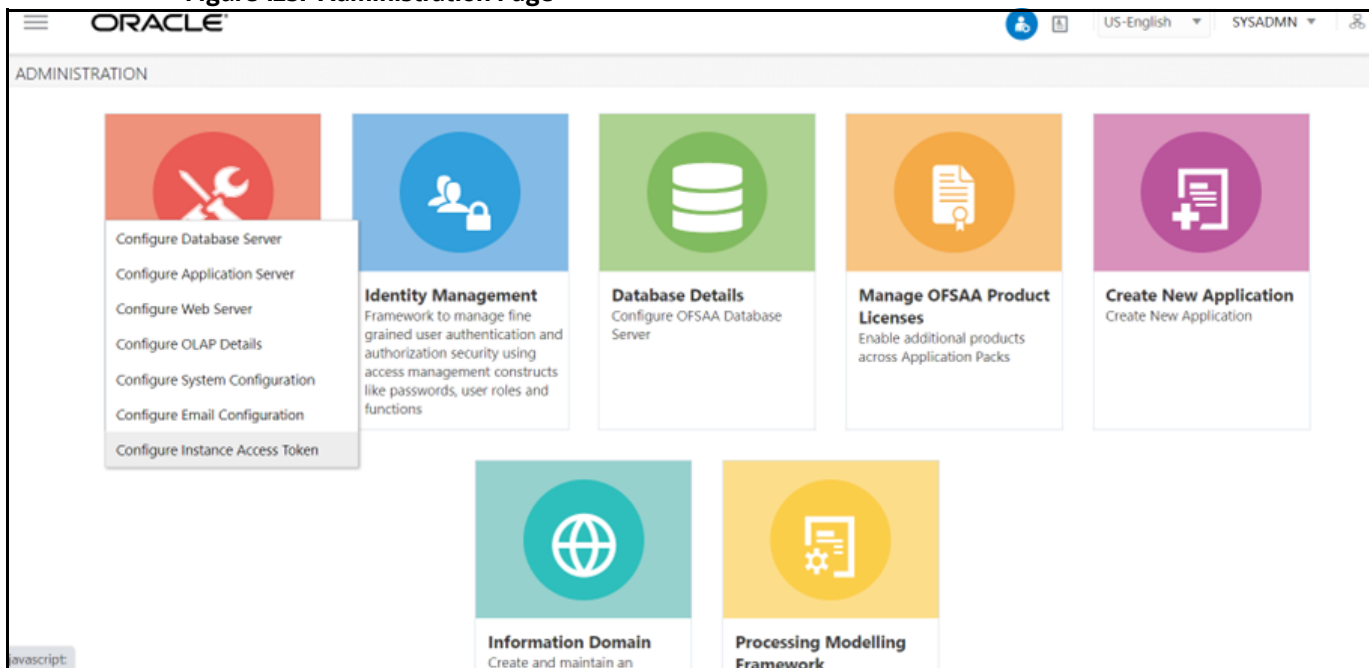 ORACLE
US-English
SYSADMN
ADMINISTRATION
Configure Database Server
Configure Application Server
Configure Web Server
Configure OLAP Details
Configure System Configuration
Configure Email Configuration
Configure Instance Access Token
Identity Management
Framework to manage fine
grained user authentication and
authorization security using
access management constructs
like passwords, user roles and
functions
Database Details
Configure OFSAA Database
Server
Manage OFSAA Product
Licenses
Enable additional products
across Application Packs
Create New Application
Create New Application
Information Domain
Create and maintain an
Processing Modelling
Framework
javascript: